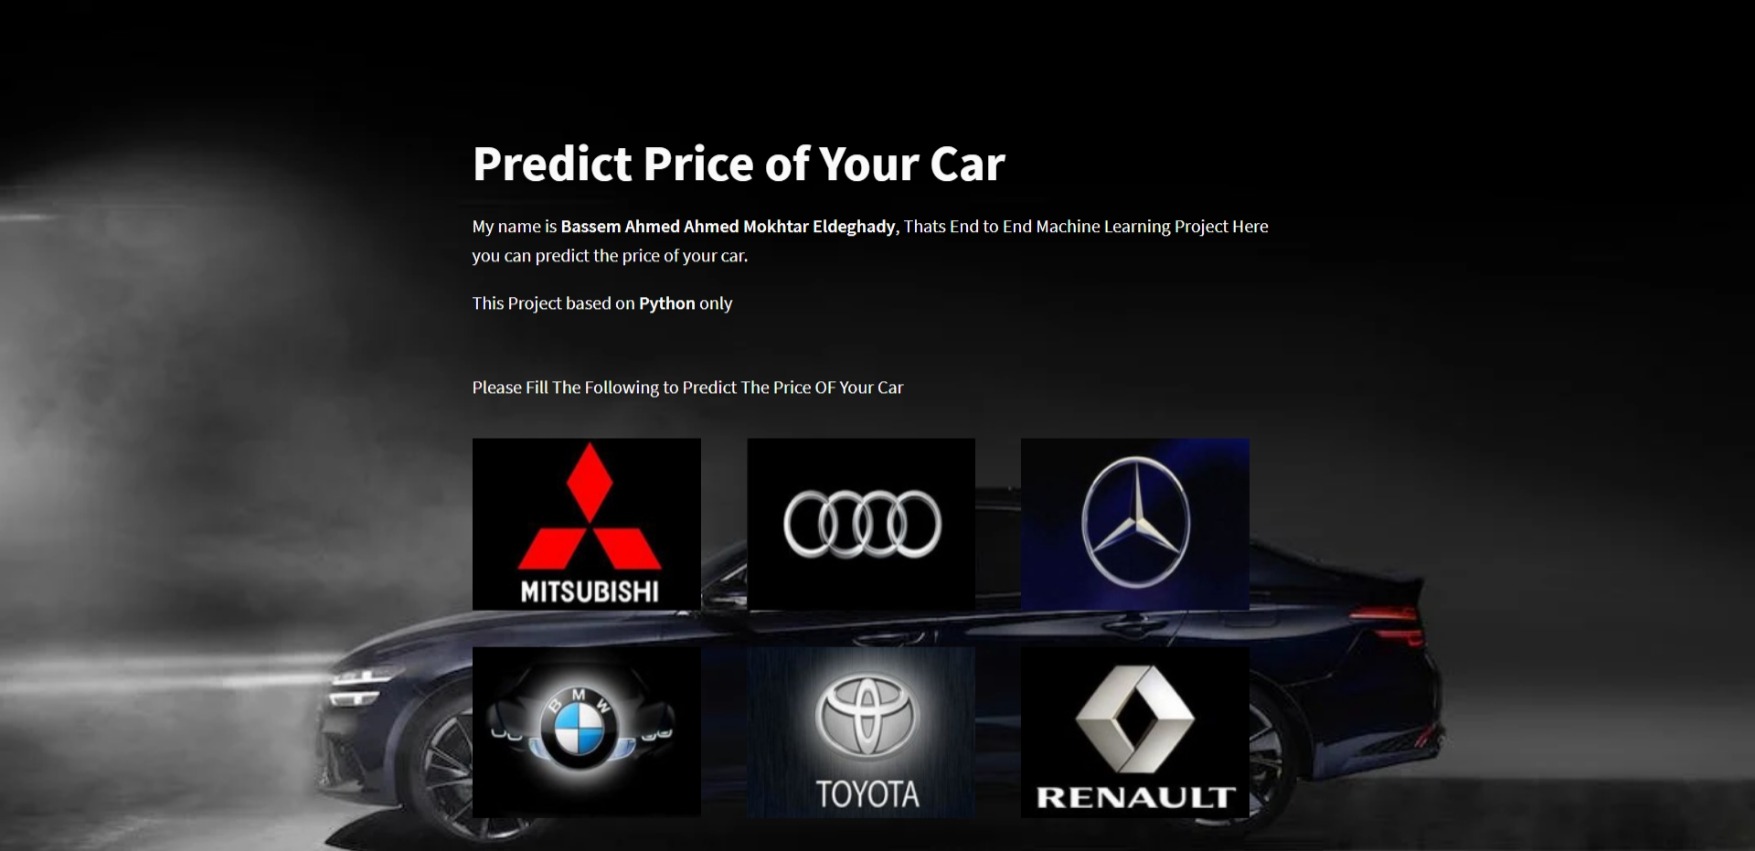 Predict Price of Your Car
My name is Bassem Ahmed Ahmed Mokhtar Eldeghady, Thats End to End Machine Learning Project Here
you can predict the price of your car.
This Project based on Python only
Please Fill The Following to Predict The Price OF Your Car
MITSUBISHI
BMW
TOYOTA
RENAULT